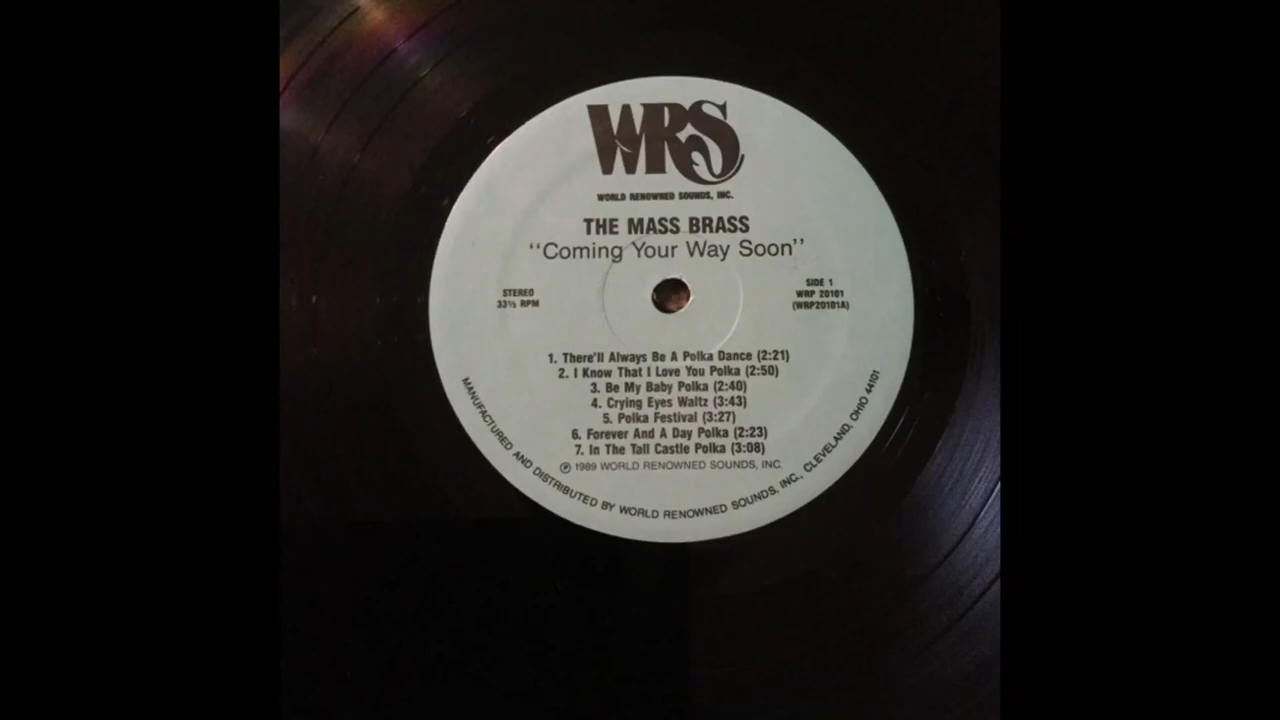 WRS
WORLD RENOWNED SOUNDS, INC.
THE MASS BRASS
"Coming Your Way Soon"
STEREO
33⅓ RPM
SIDE 1
WRP 20101
(WRP20101A)
1. There'll Always Be A Polka Dance (2:21)
2. I Know That I Love You Polka (2:50)
3. Be My Baby Polka (2:40)
4. Crying Eyes Waltz (3:43)
5. Polka Festival (3:27)
6. Forever And A Day Polka (2:23)
7. In The Tall Castle Polka (3:08)
℗ 1989 WORLD RENOWNED SOUNDS, INC.
MANUFACTURED AND DISTRIBUTED BY WORLD RENOWNED SOUNDS, INC., CLEVELAND, OHIO 44101